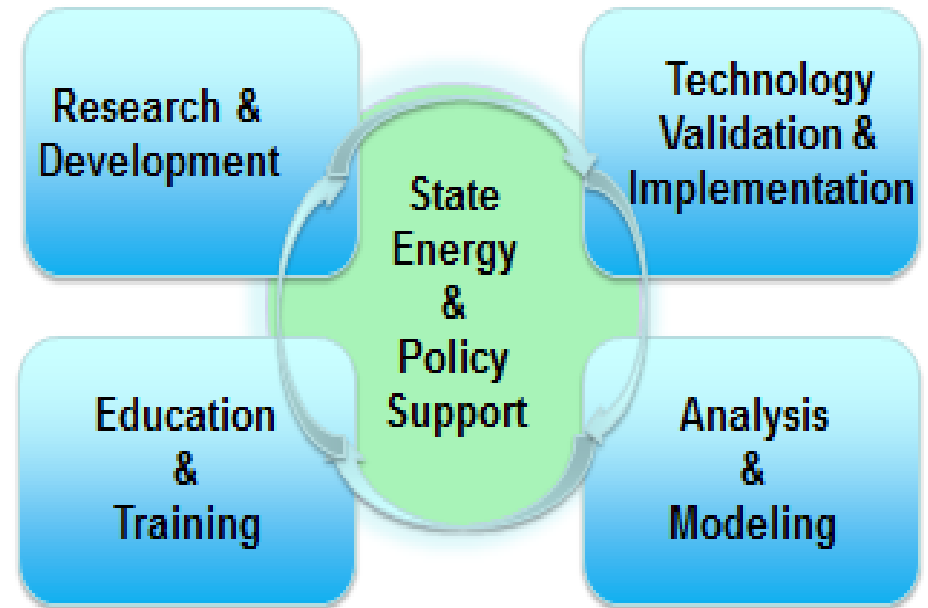 Research &
Development
Technology
Validation &
Implementation
State
Energy
&
Policy
Support
Education
&
Training
Analysis
&
Modeling